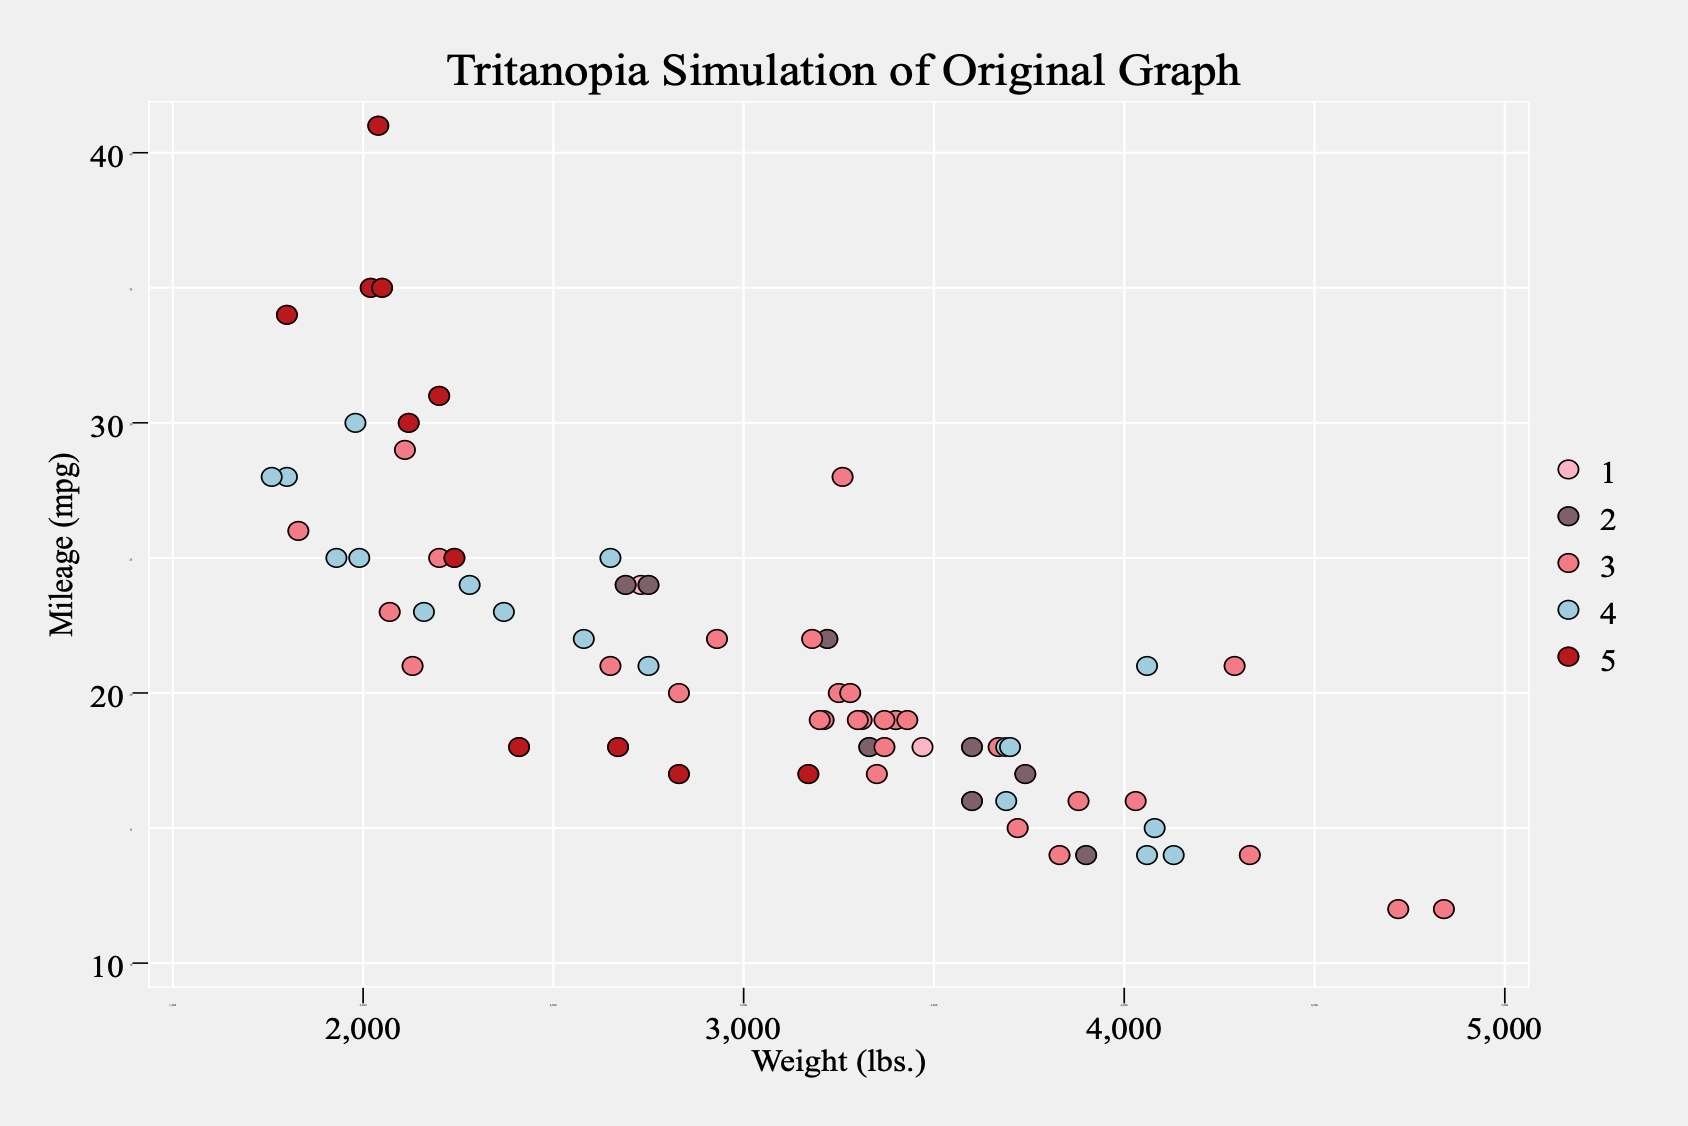 Tritanopia Simulation of Original Graph
40
30
20
10
Mileage (mpg)
2,000 3,000 4,000 5,000
Weight (lbs.)
1
2
3
4
5